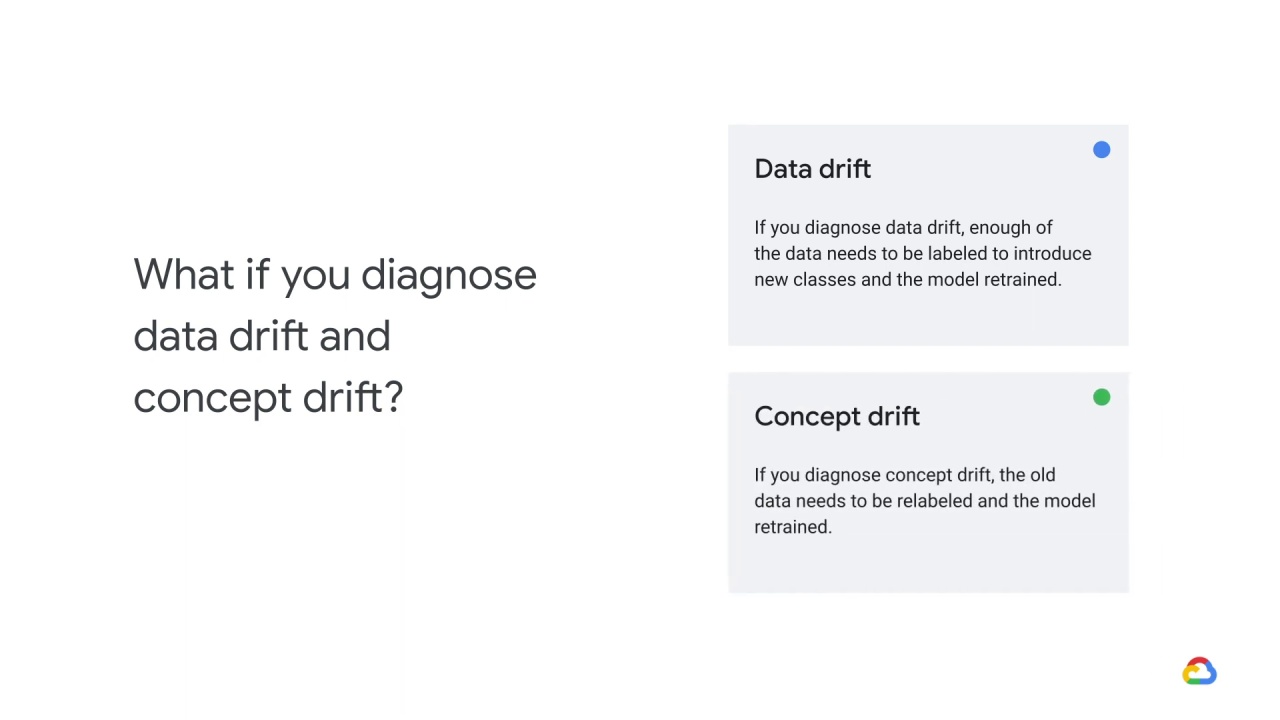 What if you diagnose
data drift and
concept drift?
Data drift
If you diagnose data drift, enough of
the data needs to be labeled to introduce
new classes and the model retrained.
Concept drift
If you diagnose concept drift, the old
data needs to be relabeled and the model
retrained.